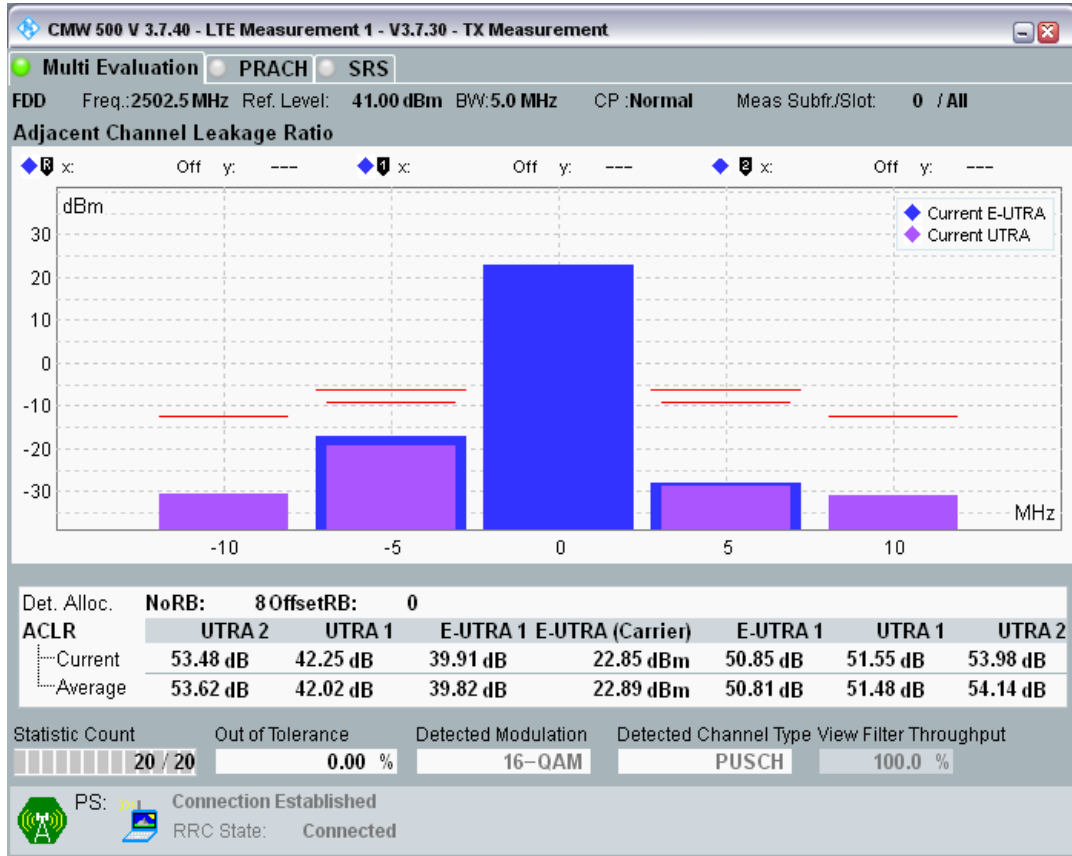 CMW 500 V 3.7.40 - LTE Measurement 1 - V3.7.30 - TX Measurement
Multi Evaluation PRACH SRS
FDD Freq.:2502.5 MHz Ref. Level: 41.00 dBm BW:5.0 MHz CP :Normal Meas Subfr./Slot: 0 / All
Adjacent Channel Leakage Ratio
R x: Off y: --- 1 x: Off y: --- 2 x: Off y: ---
dBm
Current E-UTRA
Current UTRA
30
20
10
0
-10
-20
-30
MHz
-10 -5 0 5 10
Det. Alloc. NoRB: 8 OffsetRB: 0
ACLR UTRA 2 UTRA 1 E-UTRA 1 E-UTRA (Carrier) E-UTRA 1 UTRA 1 UTRA 2
Current 53.48 dB 42.25 dB 39.91 dB 22.85 dBm 50.85 dB 51.55 dB 53.98 dB
Average 53.62 dB 42.02 dB 39.82 dB 22.89 dBm 50.81 dB 51.48 dB 54.14 dB
Statistic Count Out of Tolerance Detected Modulation Detected Channel Type View Filter Throughput
20 / 20 0.00 % 16-QAM PUSCH 100.0 %
PS: Connection Established
RRC State: Connected